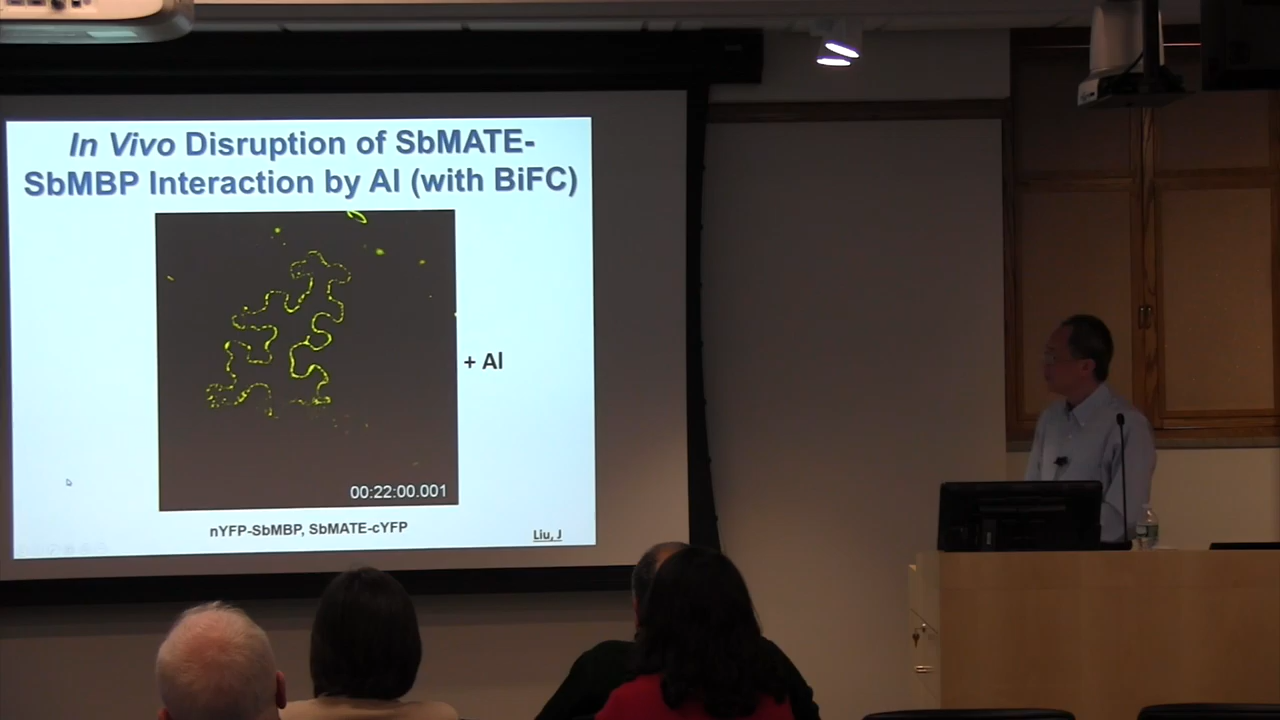 In Vivo Disruption of SbMATE-
SbMBP Interaction by Al (with BiFC)
+ Al
00:22:00.001
nYFP-SbMBP, SbMATE-cYFP
Liu, J